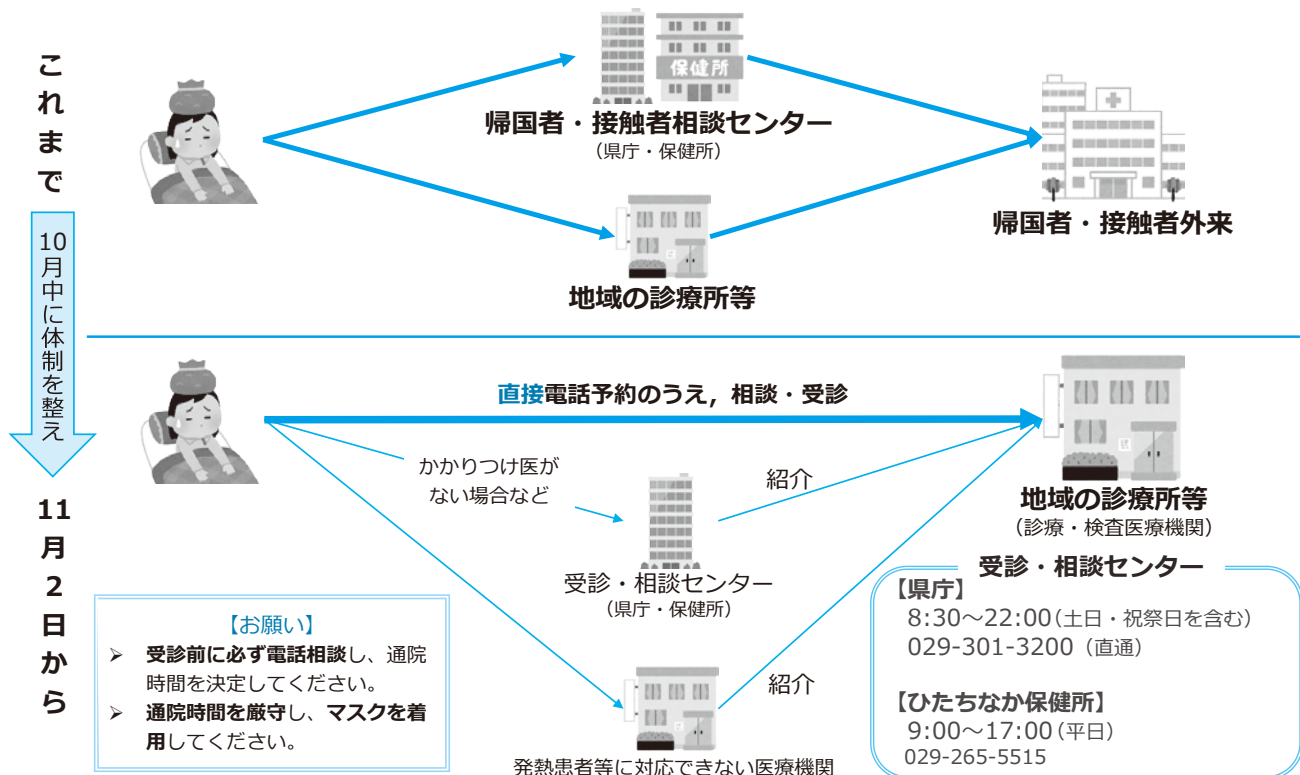 これまで
保健所
帰国者・接触者相談センター
（県庁・保健所）
帰国者・接触者外来
地域の診療所等
10月中に体制を整え
11月2日から
直接電話予約のうえ，相談・受診
かかりつけ医が
ない場合など
紹介
地域の診療所等
（診療・検査医療機関）
受診・相談センター
（県庁・保健所）
紹介
発熱患者等に対応できない医療機関
【お願い】
➢ 受診前に必ず電話相談し、通院
時間を決定してください。
➢ 通院時間を厳守し、マスクを着
用してください。
受診・相談センター
【県庁】
8:30～22:00（土日・祝祭日を含む）
029-301-3200（直通）
【ひたちなか保健所】
9:00～17:00（平日）
029-265-5515